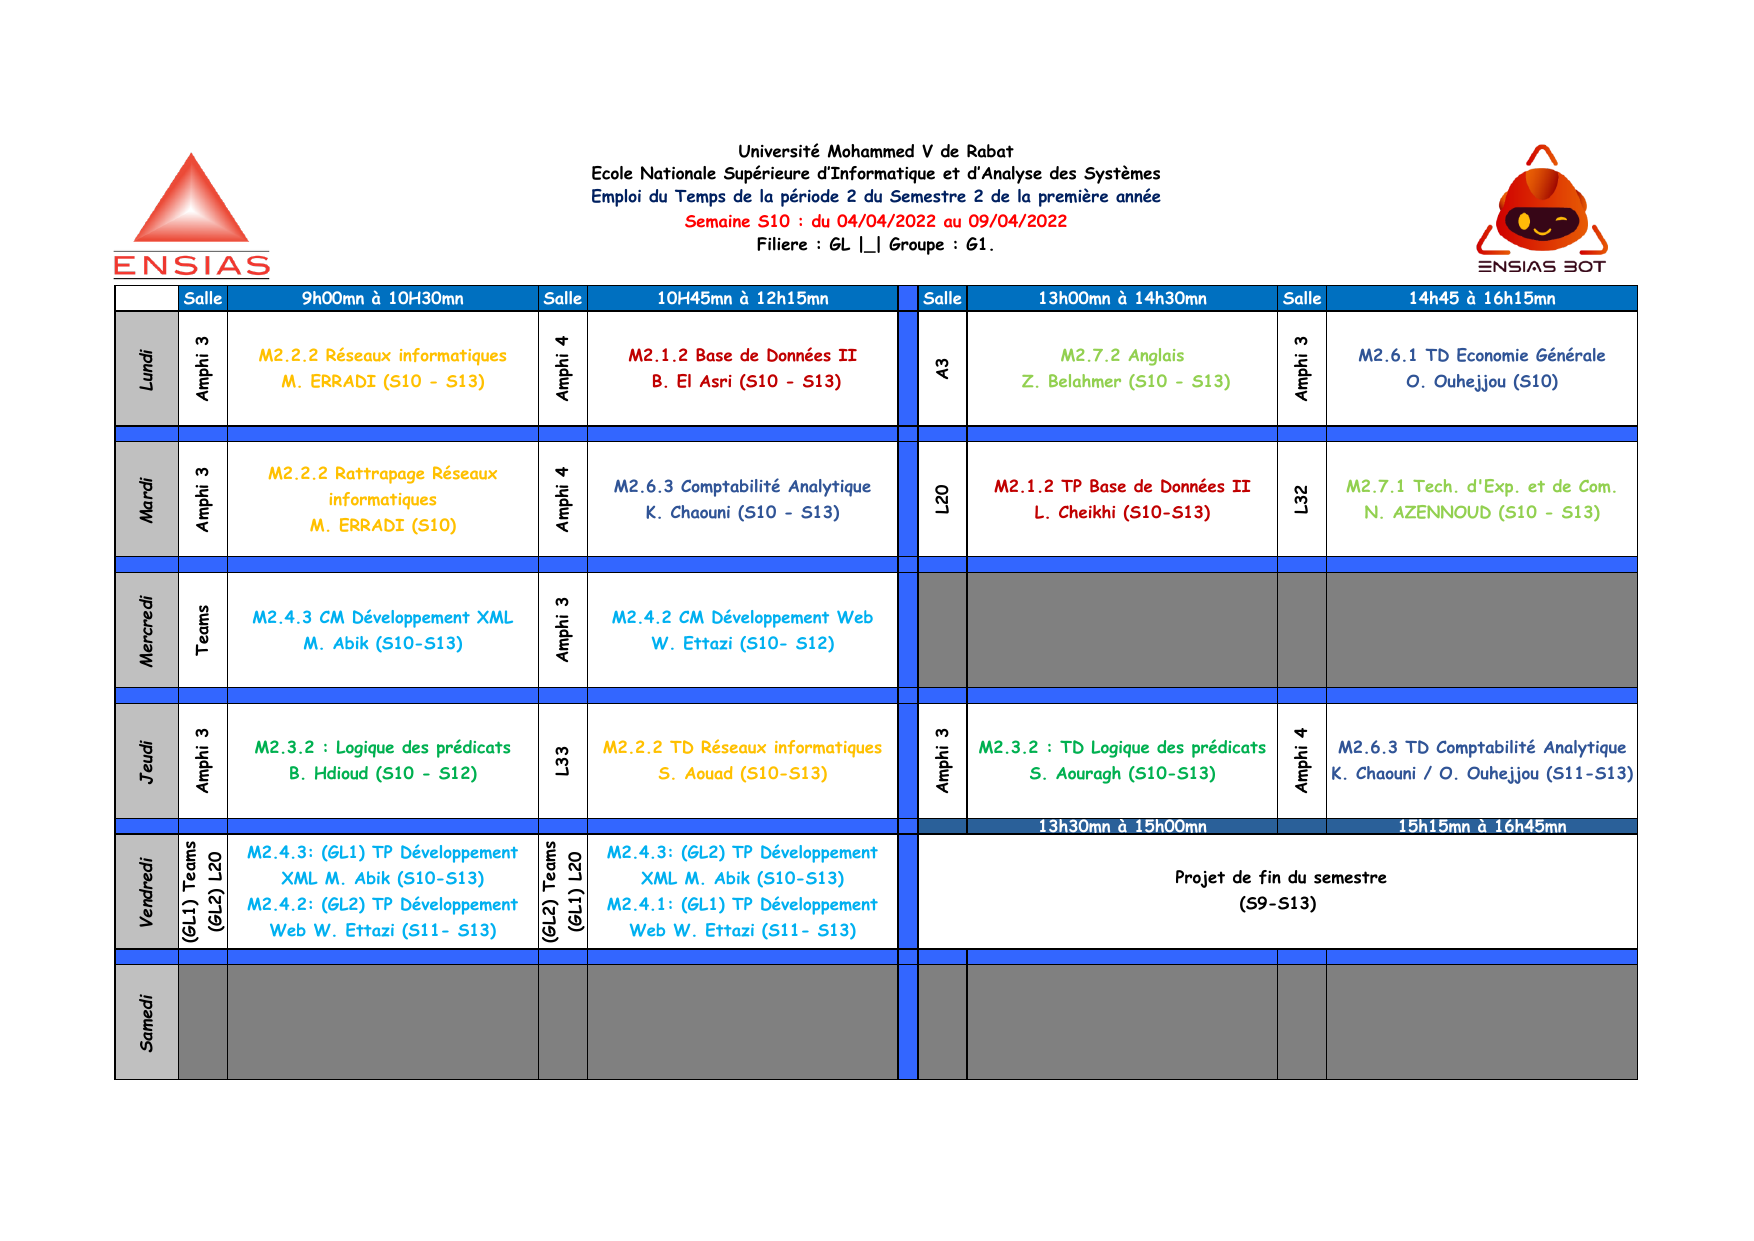 Université Mohammed V de Rabat
Ecole Nationale Supérieure d’Informatique et d’Analyse des Systèmes
Emploi du Temps de la période 2 du Semestre 2 de la première année
Semaine S10 : du 04/04/2022 au 09/04/2022
Filiere : GL |_| Groupe : G1.
ENSIAS
ENSIAS BOT
Salle 9h00mn à 10H30mn Salle 10H45mn à 12h15mn Salle 13h00mn à 14h30mn Salle 14h45 à 16h15mn
Lundi
Amphi 3
M2.2.2 Réseaux informatiques
M. ERRADI (S10 - S13)
Amphi 4
M2.1.2 Base de Données II
B. El Asri (S10 - S13)
A3
M2.7.2 Anglais
Z. Belahmer (S10 - S13)
Amphi 3
M2.6.1 TD Economie Générale
O. Ouhejjou (S10)
Mardi
Amphi 3
M2.2.2 Rattrapage Réseaux
informatiques
M. ERRADI (S10)
Amphi 4
M2.6.3 Comptabilité Analytique
K. Chaouni (S10 - S13)
L20
M2.1.2 TP Base de Données II
L. Cheikhi (S10-S13)
L32
M2.7.1 Tech. d'Exp. et de Com.
N. AZENNOUD (S10 - S13)
Mercredi
Teams
M2.4.3 CM Développement XML
M. Abik (S10-S13)
Amphi 3
M2.4.2 CM Développement Web
W. Ettazi (S10- S12)
Jeudi
Amphi 3
M2.3.2 : Logique des prédicats
B. Hdioud (S10 - S12)
L33
M2.2.2 TD Réseaux informatiques
S. Aouad (S10-S13)
Amphi 3
M2.3.2 : TD Logique des prédicats
S. Aouragh (S10-S13)
Amphi 4
M2.6.3 TD Comptabilité Analytique
K. Chaouni / O. Ouhejjou (S11-S13)
13h30mn à 15h00mn 15h15mn à 16h45mn
Vendredi
(GL1) Teams
(GL2) L20
M2.4.3: (GL1) TP Développement
XML M. Abik (S10-S13)
M2.4.2: (GL2) TP Développement
Web W. Ettazi (S11- S13)
(GL2) Teams
(GL1) L20
M2.4.3: (GL2) TP Développement
XML M. Abik (S10-S13)
M2.4.1: (GL1) TP Développement
Web W. Ettazi (S11- S13)
Projet de fin du semestre
(S9-S13)
Samedi